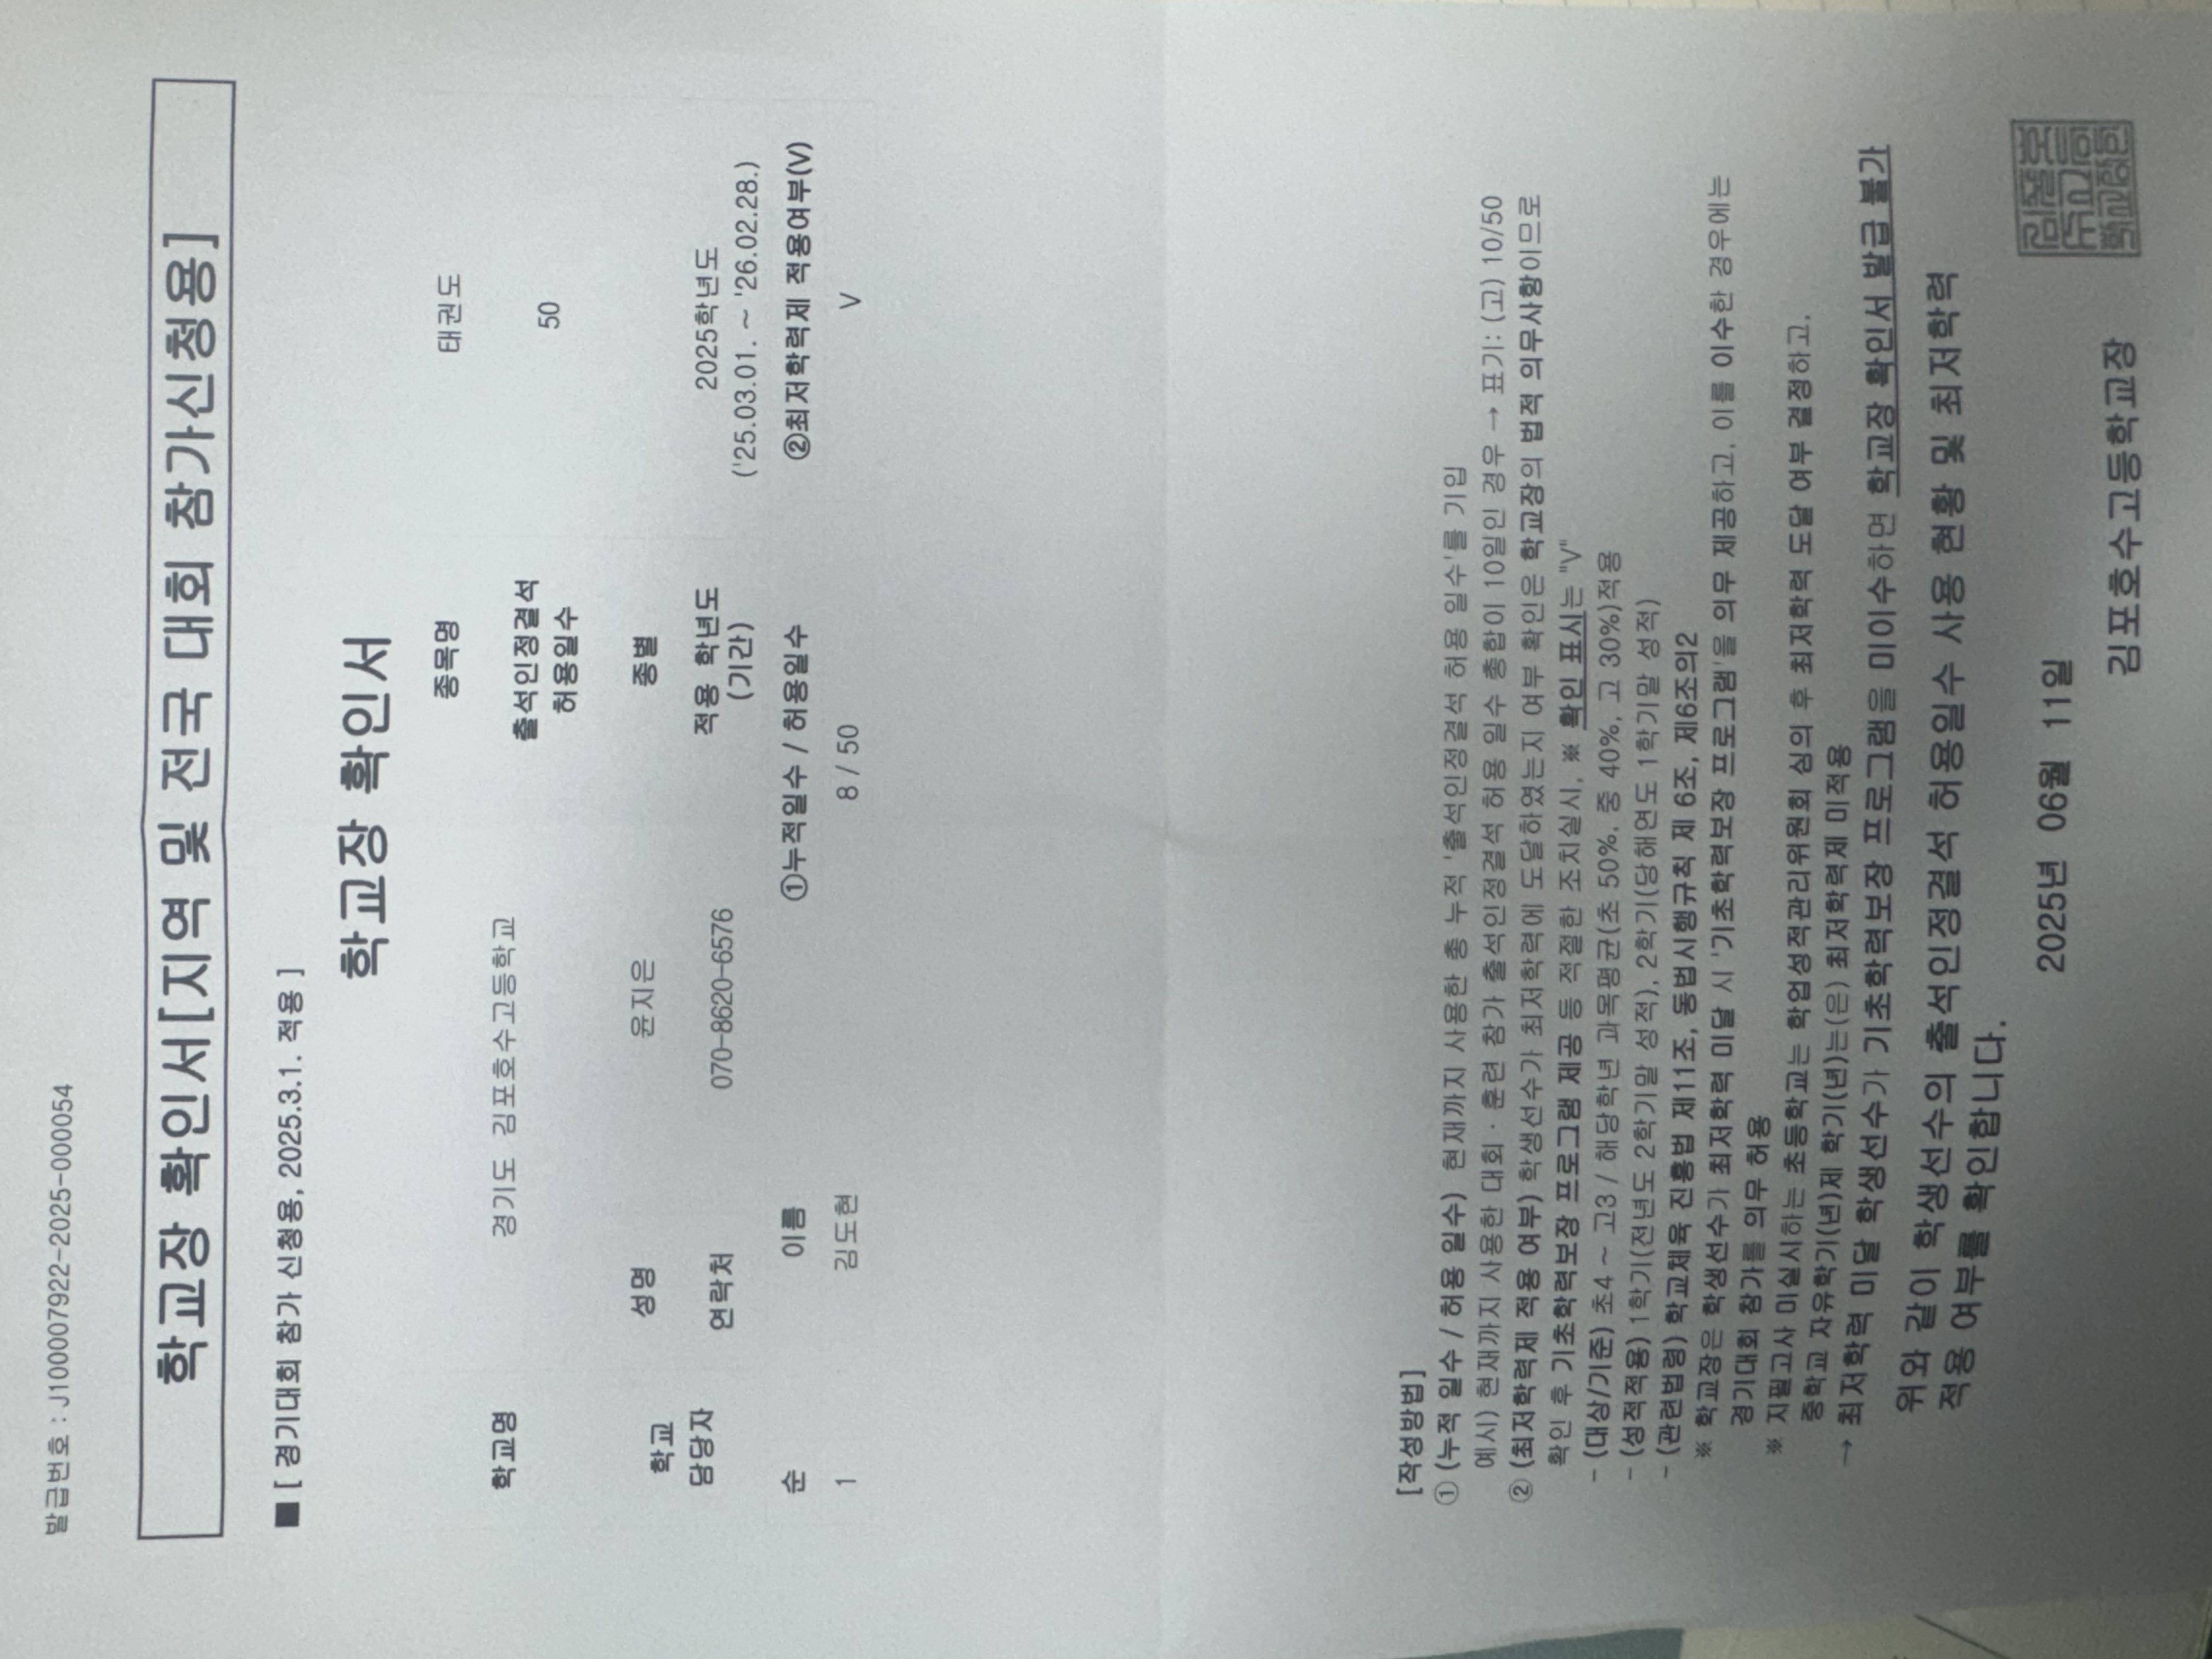 발급번호 : J100007922-2025-000054
학교장 확인서[지역 및 전국 대회 참가신청용]
■ [ 경기대회 참가 신청용, 2025.3.1. 적용 ]
학교장 확인서
학교명 경기도 김포호수고등학교 종목명 태권도
출석인정결석 허용일수 50
학교 담당자 성명 윤지은 종별
연락처 070-8620-6576 적용 학년도 (기간) 2025학년도 ('25.03.01. ~ '26.02.28.)
순 이름 ①누적일수 / 허용일수 ②최저학력제 적용여부(V)
1 김도현 8 / 50 V
[작성방법]
① (누적 일수 / 허용 일수) 현재까지 사용한 총 누적 '출석인정결석 허용 일수'를 기입
예시) 현재까지 사용한 대회·훈련 참가 출석인정결석 허용 일수 총합이 10일인 경우 → 표기: (고) 10/50
② (최저학력제 적용 여부) 학생선수가 최저학력에 도달하였는지 여부 확인은 학교장의 법적 의무사항이므로
확인 후 기초학력보장 프로그램 제공 등 적절한 조치실시, ※ 확인 표시는 "V"
- (대상/기준) 초4 ~ 고3 / 해당학년 과목평균(초 50%, 중 40%, 고 30%)적용
- (성적적용) 1학기(전년도 2학기말 성적), 2학기(당해연도 1학기말 성적)
- (관련법령) 학교체육 진흥법 제11조, 동법시행규칙 제 6조, 제6조의2
※ 학교장은 학생선수가 최저학력 미달 시 '기초학력보장 프로그램'을 의무 제공하고, 이를 이수한 경우에는
경기대회 참가를 의무 허용
※ 지필고사 미실시하는 초등학교는 학업성적관리위원회 심의 후 최저학력 도달 여부 결정하고,
중학교 자유학기(년)제 학기(년)는(은) 최저학력제 미적용
→ 최저학력 미달 학생선수가 기초학력보장 프로그램을 미이수하면 학교장 확인서 발급 불가
위와 같이 학생선수의 출석인정결석 허용일수 사용 현황 및 최저학력
적용 여부를 확인합니다.
2025년 06월 11일
김포호수고등학교장
김포호수고등학교장인